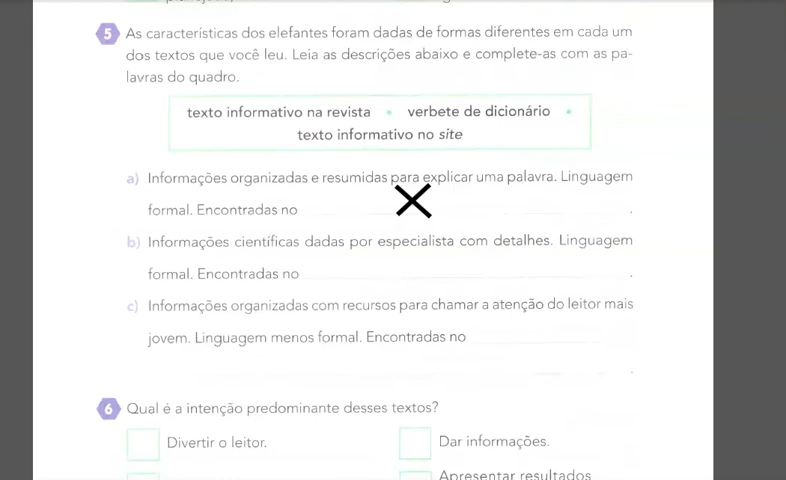 5 As características dos elefantes foram dadas de formas diferentes em cada um
dos textos que você leu. Leia as descrições abaixo e complete-as com as pa-
lavras do quadro.
texto informativo na revista • verbete de dicionário •
texto informativo no site
a) Informações organizadas e resumidas para explicar uma palavra. Linguagem
formal. Encontradas no .
b) Informações científicas dadas por especialista com detalhes. Linguagem
formal. Encontradas no .
c) Informações organizadas com recursos para chamar a atenção do leitor mais
jovem. Linguagem menos formal. Encontradas no
.
6 Qual é a intenção predominante desses textos?
Divertir o leitor. Dar informações.
Apresentar resultados